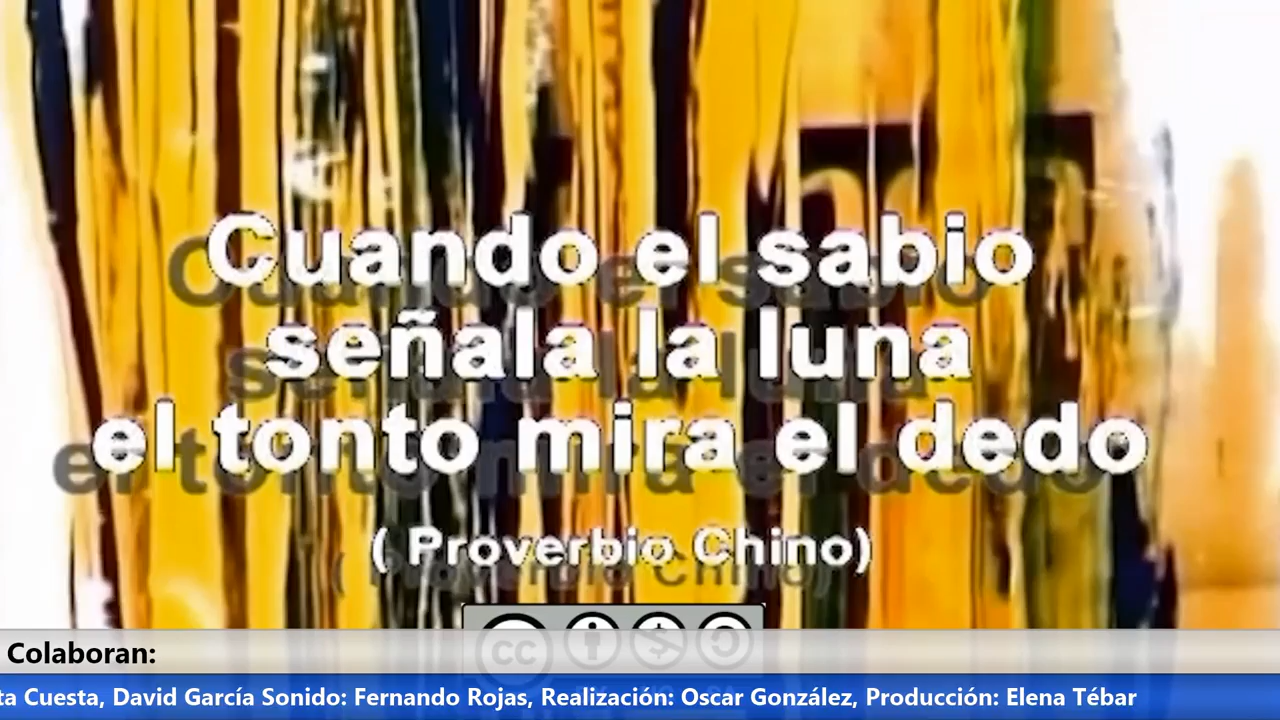 Cuando el sabio
señala la luna
el tonto mira el dedo
( Proverbio Chino)
cc
Colaboran:
Cuesta, David García Sonido: Fernando Rojas, Realización: Oscar González, Producción: Elena Tébar